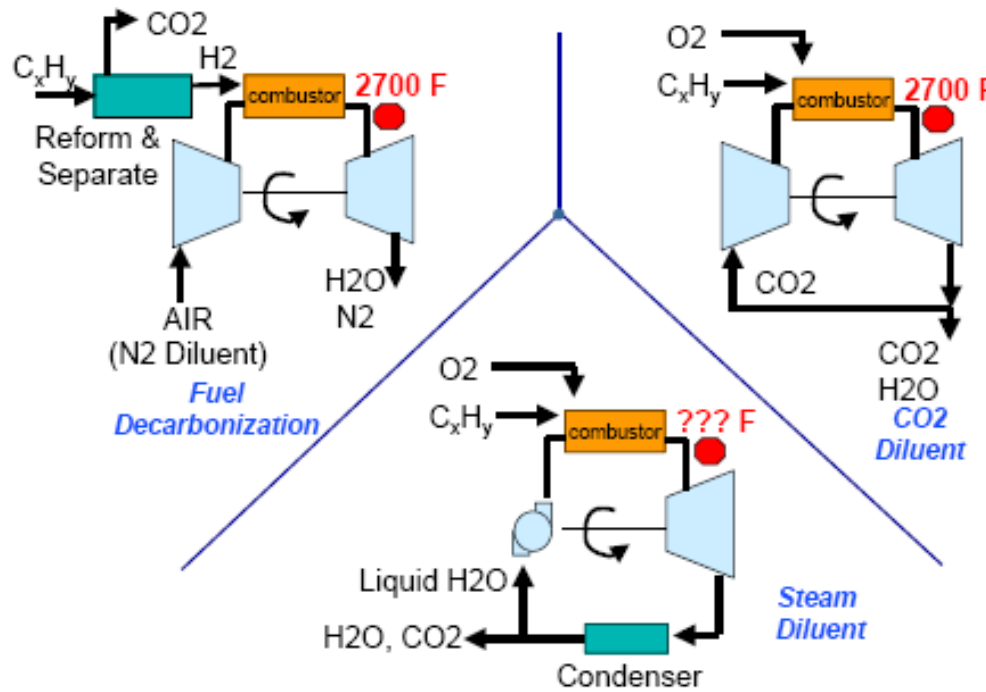 CO2
CxHy
H2
combustor
2700 F
Reform &
Separate
H2O
N2
AIR
(N2 Diluent)
Fuel
Decarbonization
O2
CxHy
combustor
2700 F
CO2
CO2
H2O
CO2
Diluent
O2
CxHy
combustor
??? F
Liquid H2O
H2O, CO2
Condenser
Steam
Diluent